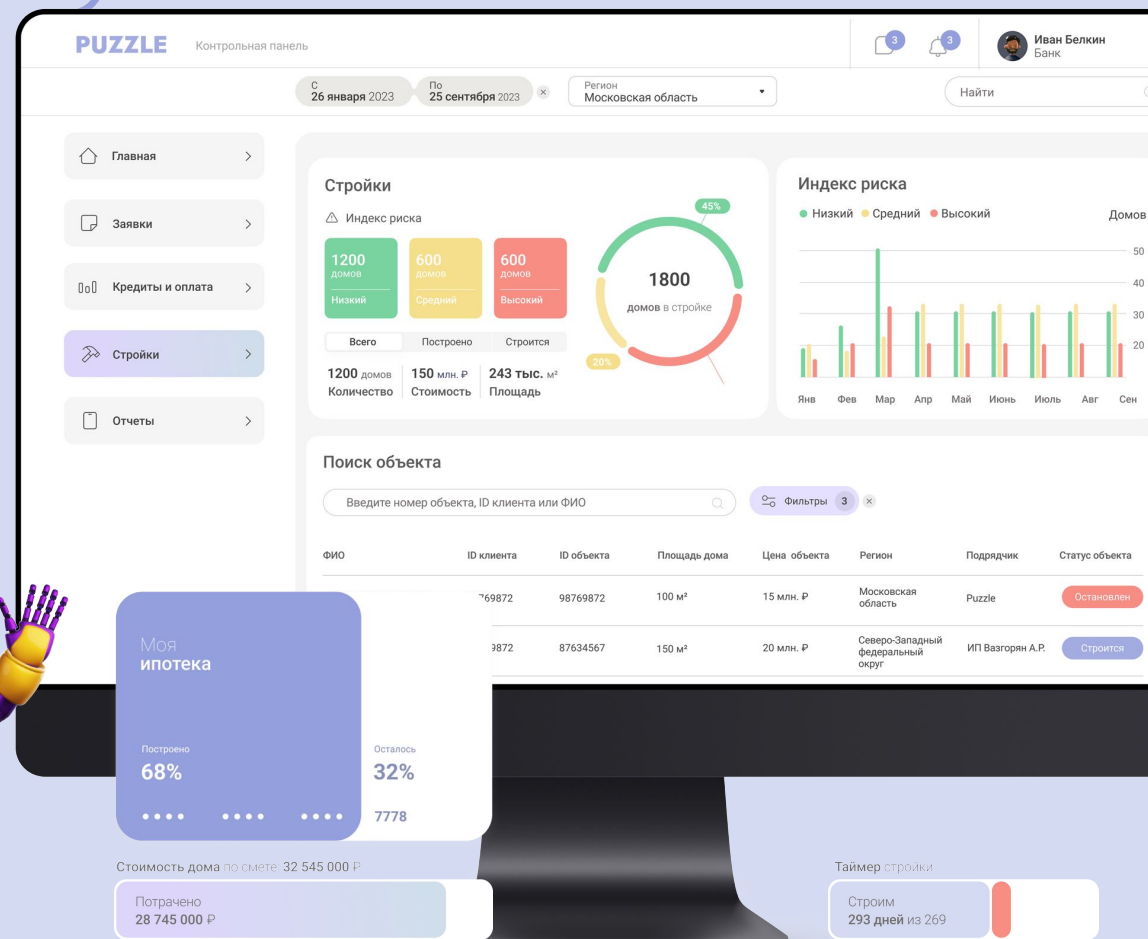 PUZZLE
Контрольная панель
3
3
Иван Белкин
Банк
С
26 января 2023
По
25 сентября 2023
Регион
Московская область
Найти
Главная
Заявки
Кредиты и оплата
Стройки
Отчеты
Стройки
Индекс риска
1200
домов
Низкий
600
домов
Средний
600
домов
Высокий
Всего
Построено
Строится
1200 домов
Количество
150 млн. ₽
Стоимость
243 тыс. м²
Площадь
45%
1800
домов в стройке
20%
Индекс риска
Низкий
Средний
Высокий
Домов
50
40
30
20
Янв Фев Мар Апр Май Июнь Июль Авг Сен
Поиск объекта
Введите номер объекта, ID клиента или ФИО
Фильтры 3
ФИО ID клиента ID объекта Площадь дома Цена объекта Регион Подрядчик Статус объекта
769872 98769872 100 м² 15 млн. ₽ Московская
область Puzzle Остановлен
9872 87634567 150 м² 20 млн. ₽ Северо-Западный
федеральный
округ ИП Вазгорян А.Р. Строится
Моя
ипотека
Построено
68%
Осталось
32%
7778
Стоимость дома по смете: 32 545 000 ₽
Потрачено
28 745 000 ₽
Таймер стройки
Строим
293 дней из 269